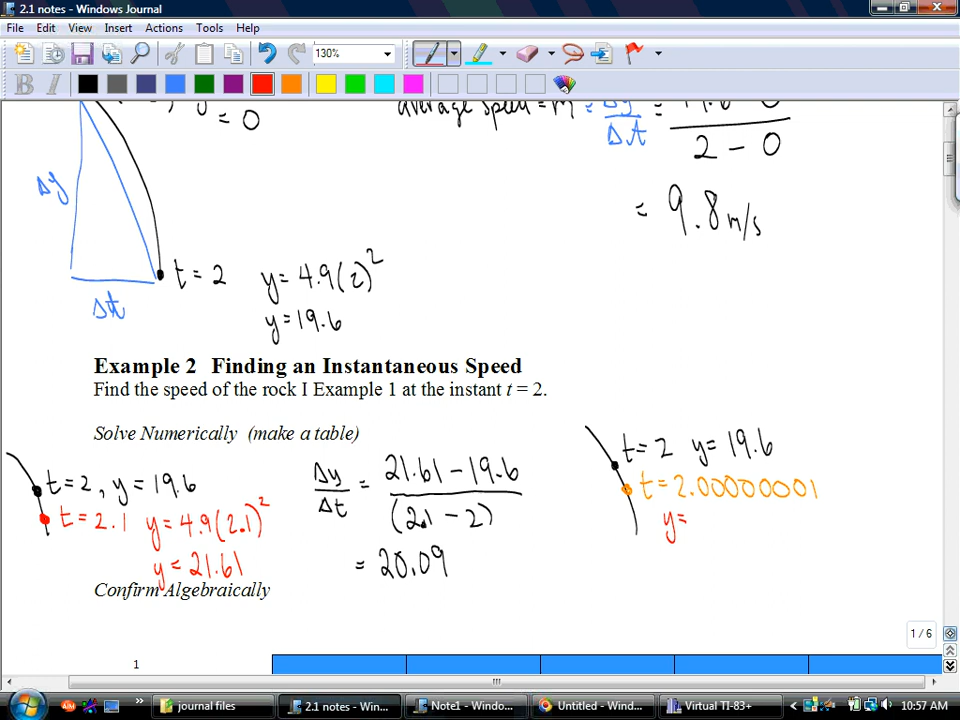 2.1 notes - Windows Journal
File Edit View Insert Actions Tools Help
130%
B I
= 0
average speed = m = Δy/Δt = 19.6 - 0
2 - 0
= 9.8 m/s
Δy
t = 2 y = 4.9(2)²
y = 19.6
Δt
Example 2 Finding an Instantaneous Speed
Find the speed of the rock I Example 1 at the instant t = 2.
Solve Numerically (make a table)
t = 2, y = 19.6
t = 2.1 y = 4.9(2.1)²
y = 21.61
Δy/Δt = 21.61 - 19.6
(2.1 - 2)
= 20.09
t = 2 y = 19.6
t = 2.00000001
y =
Confirm Algebraically
1 / 6
1
journal files
2.1 notes - Win...
Note1 - Windo...
Untitled - Wind...
Virtual TI-83+
10:57 AM